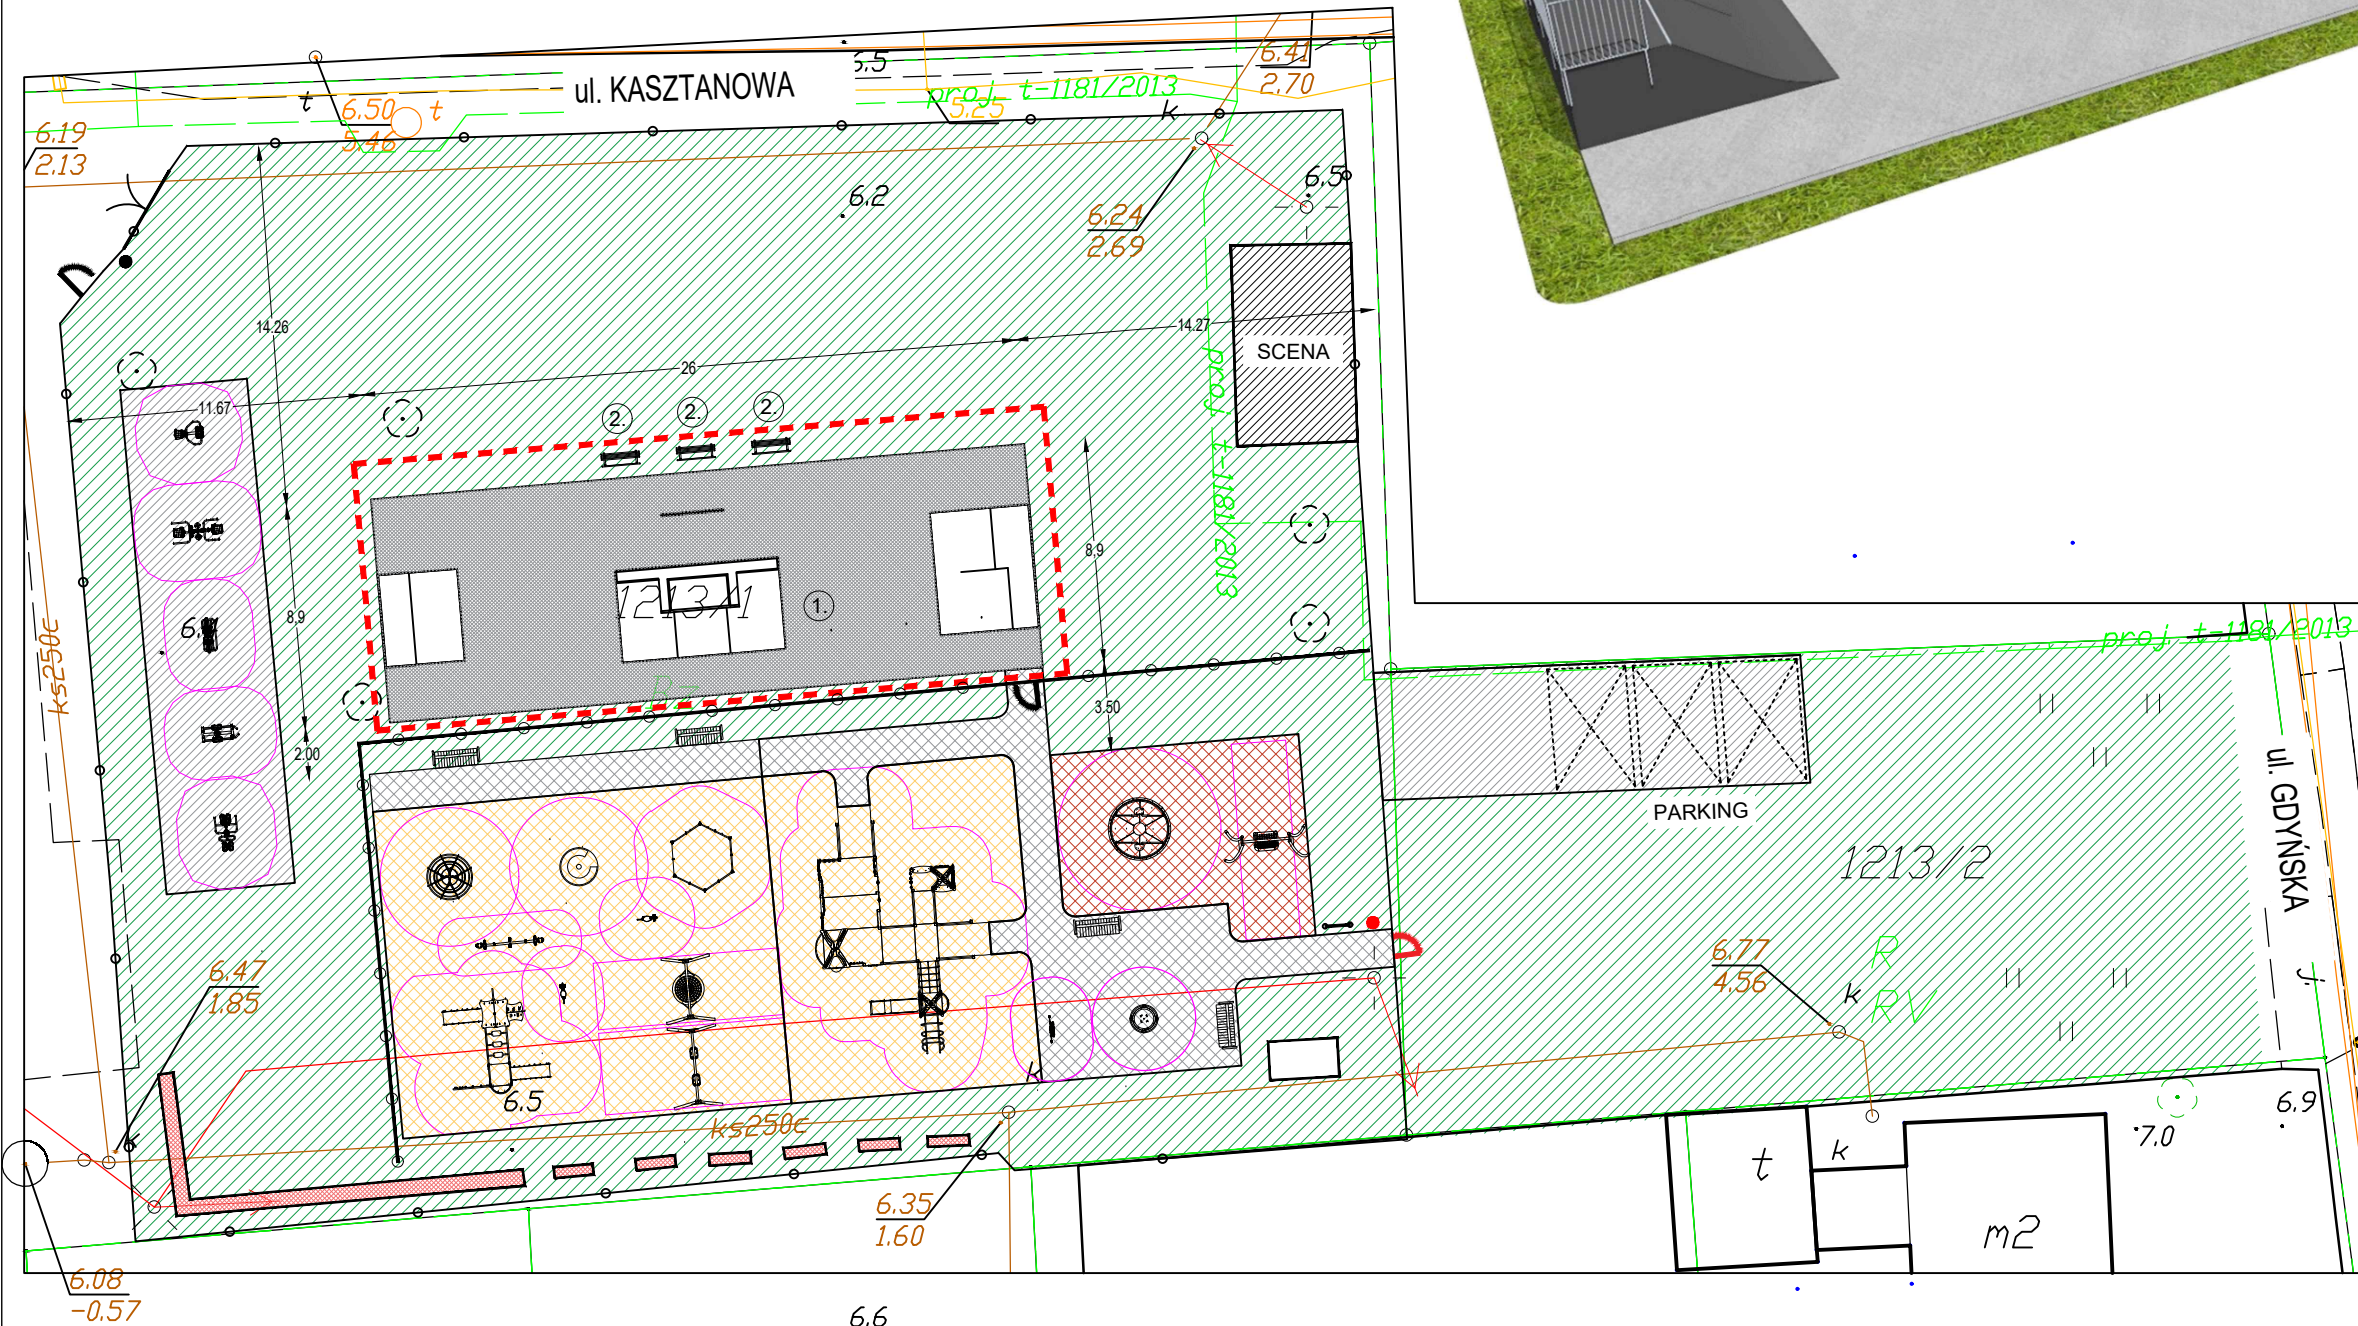 ul. KASZTANOWA
6.5
6.41
2.70
proj. t-1181/2013
5.25
t
6.50
5.46
t
k
6.19
2.13
6.2
6.5
6.24
2.69
14.26
14.27
SCENA
26
11.67
2.
2.
2.
proj. t-1181/2013
8,9
8,9
1213/1
1.
ks250c
3.50
2.00
proj. t-1181/2013
PARKING
ul. GDYŃSKA
1213/2
6.47
1.85
6.77
4.56
R
k
RV
k
6.5
ks250c
k
6.9
7.0
t
k
6.35
1.60
m2
6.08
-0.57
6.6